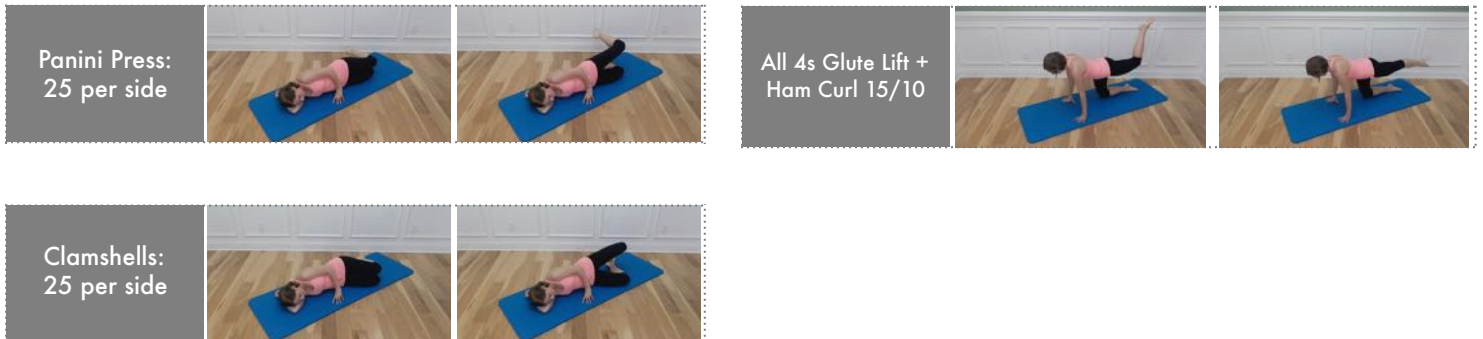 Panini Press:
25 per side
All 4s Glute Lift +
Ham Curl 15/10
Clamshells:
25 per side